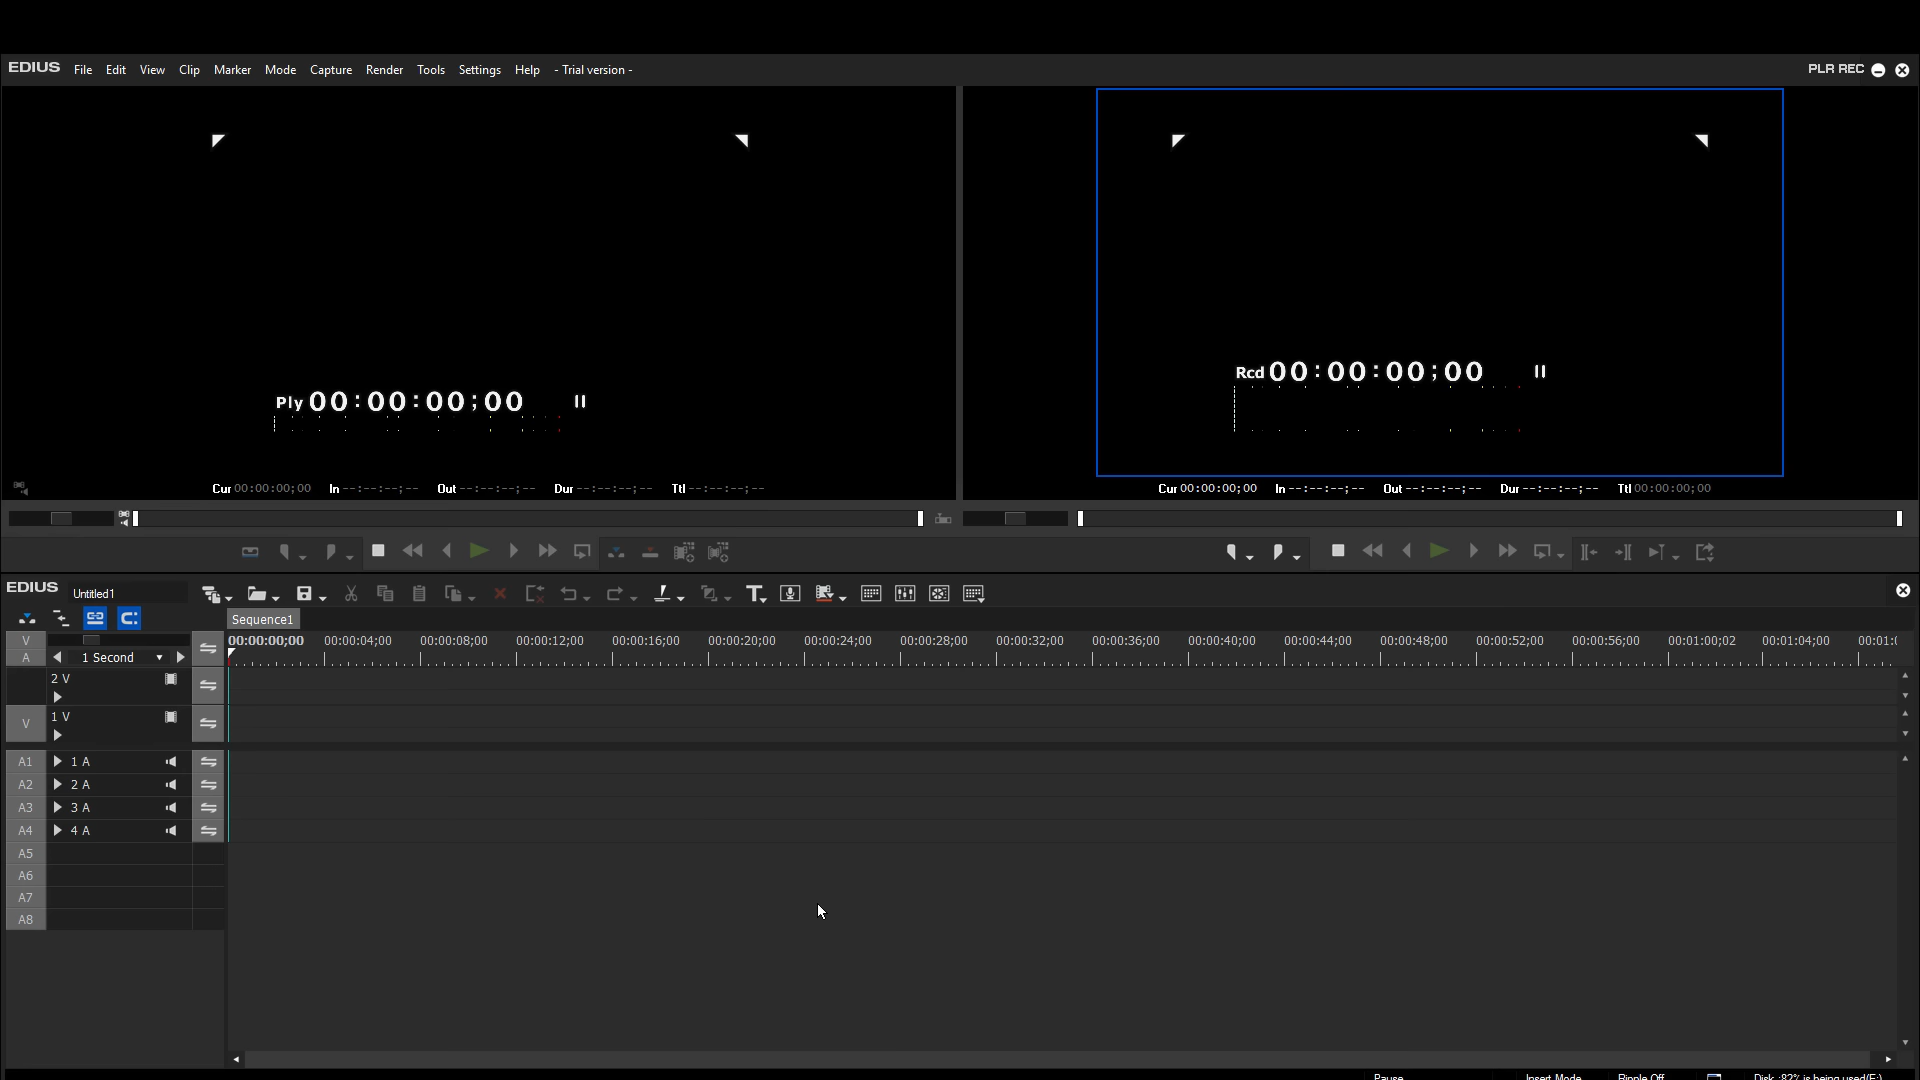 EDIUS File Edit View Clip Marker Mode Capture Render Tools Settings Help - Trial version - PLR REC
Ply 00:00:00;00
Cur 00:00:00;00 In --:--:--;-- Out --:--:--;-- Dur --:--:--;-- Ttl --:--:--;--
Rcd 00:00:00;00
Cur 00:00:00;00 In --:--:--;-- Out --:--:--;-- Dur --:--:--;-- Ttl 00:00:00;00
EDIUS Untitled1
Sequence1
V
A
1 Second
00:00:00;00 00:00:04;00 00:00:08;00 00:00:12;00 00:00:16;00 00:00:20;00 00:00:24;00 00:00:28;00 00:00:32;00 00:00:36;00 00:00:40;00 00:00:44;00 00:00:48;00 00:00:52;00 00:00:56;00 00:01:00;02 00:01:04;00
2 V
V 1 V
A1 1 A
A2 2 A
A3 3 A
A4 4 A
A5
A6
A7
A8
Pause Insert Mode Ripple Off Disk :82% is being used(E:)